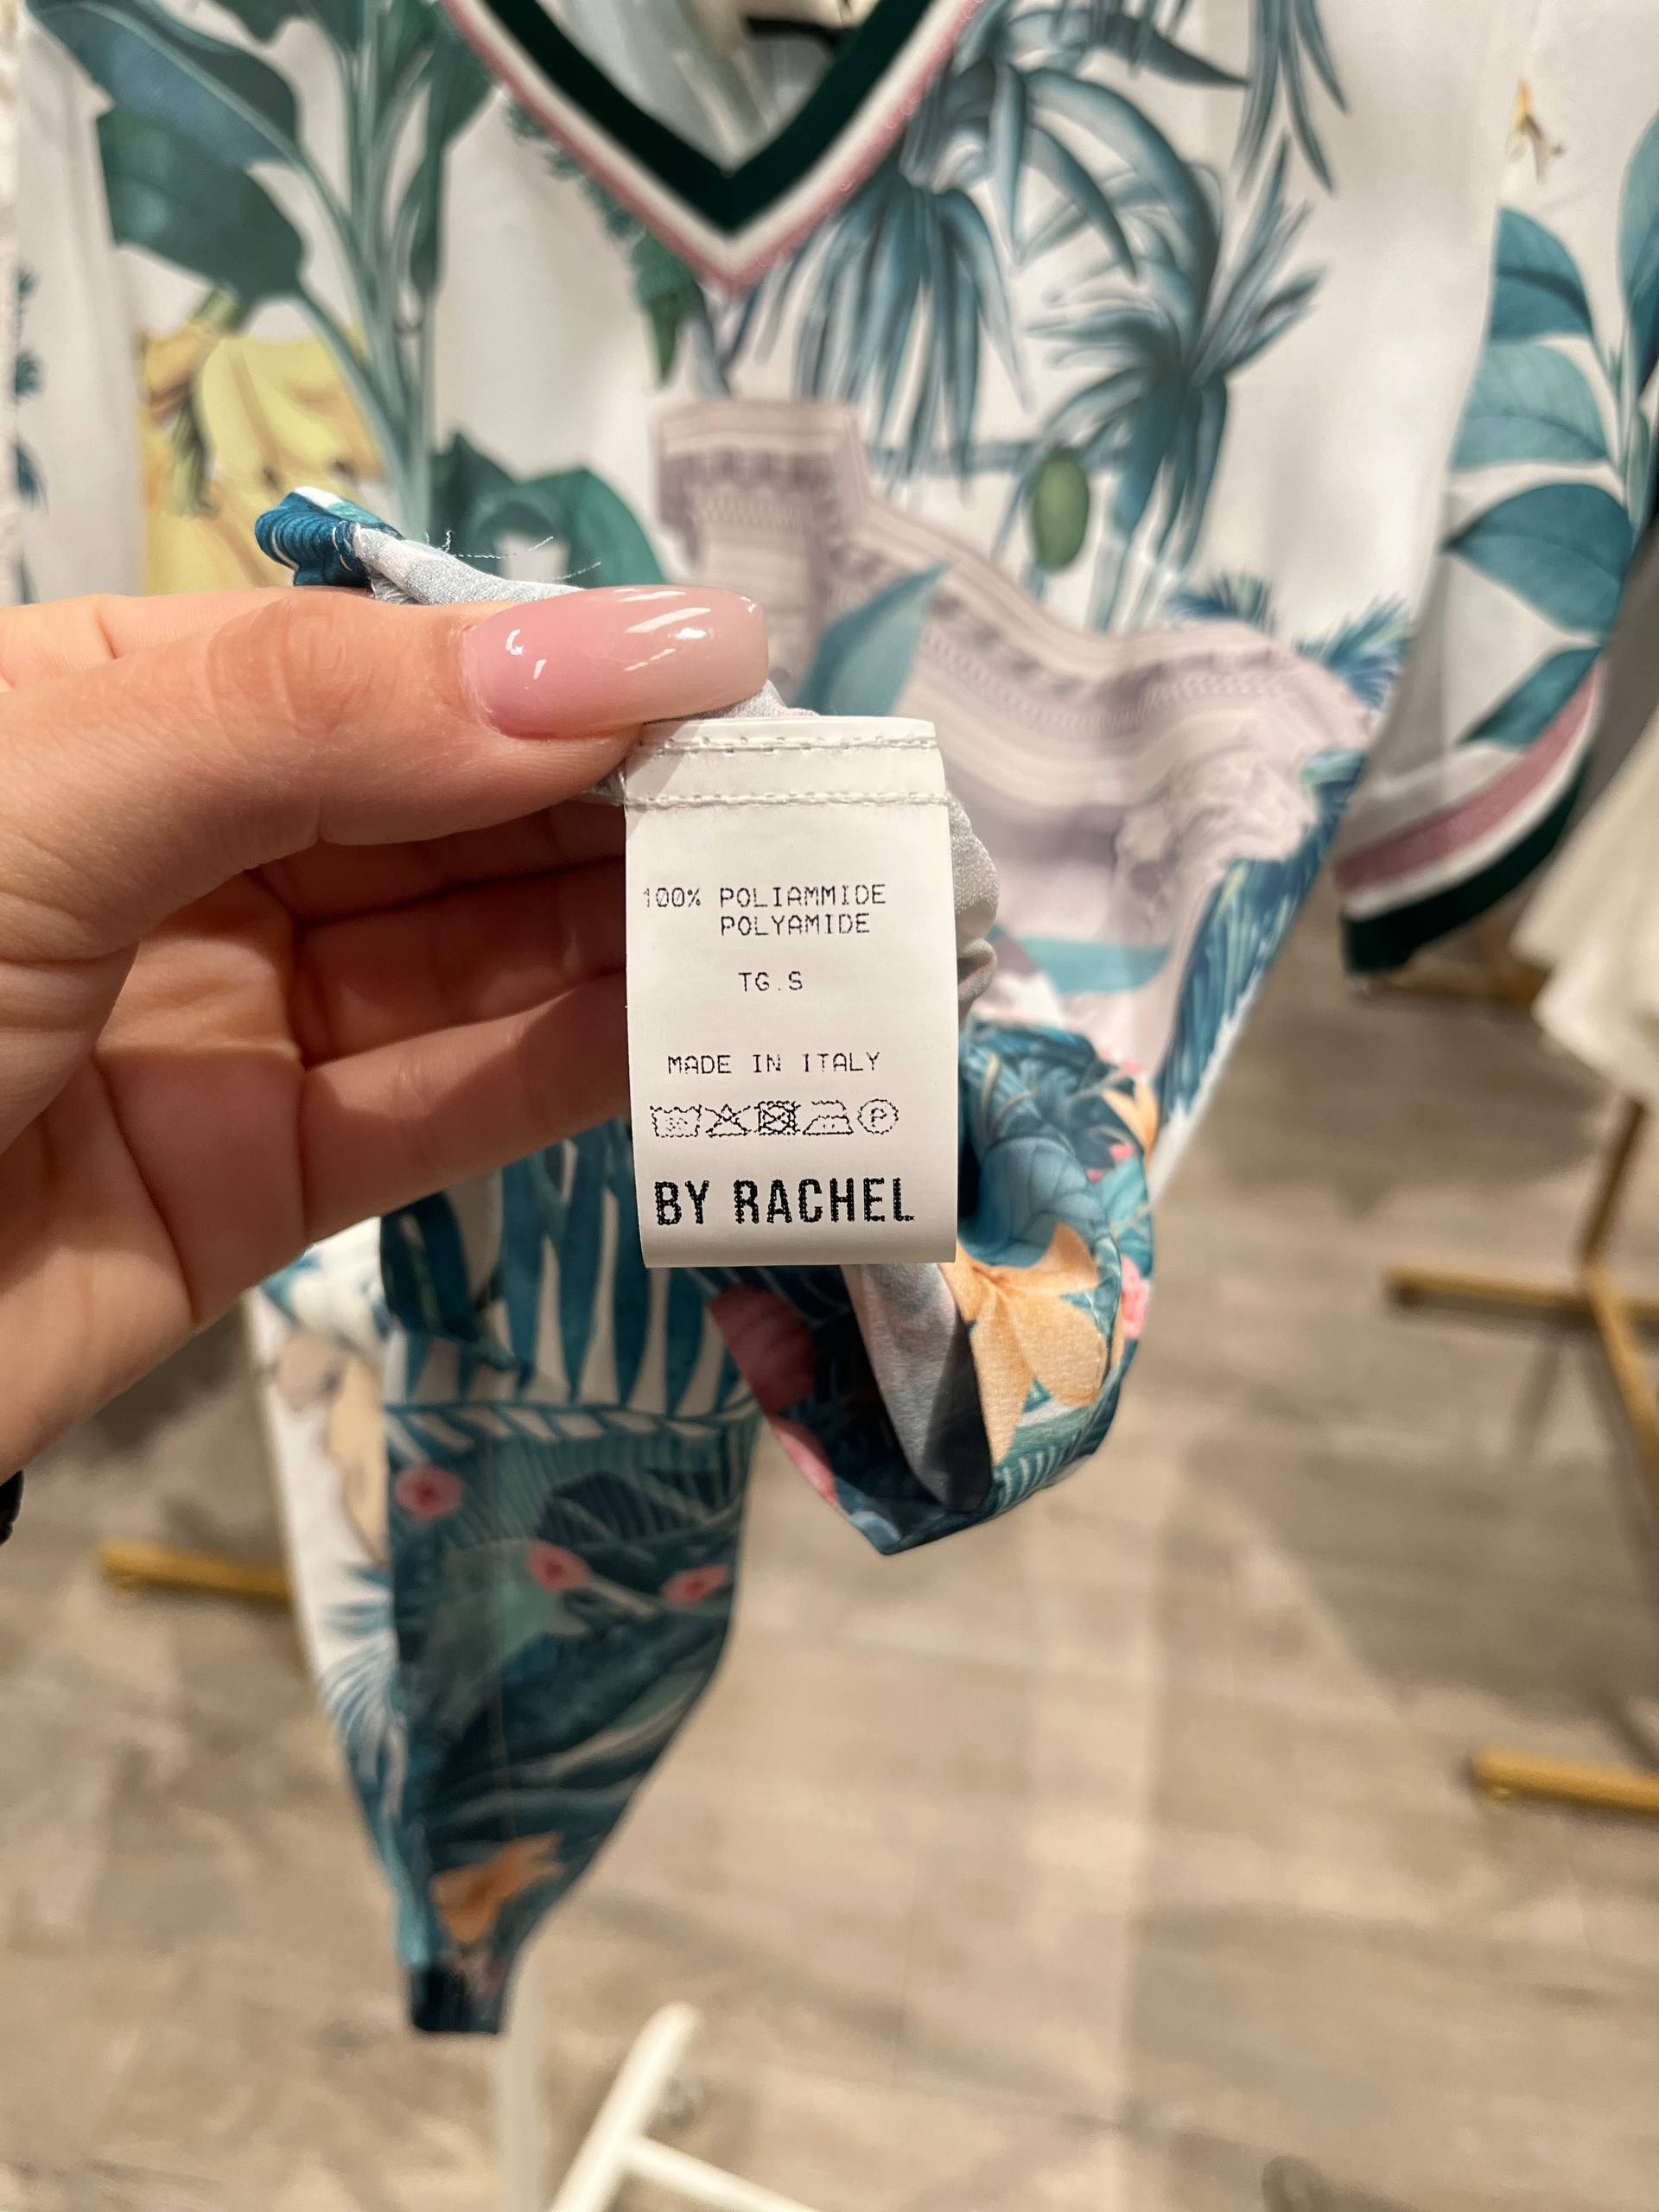 100% POLIAMMIDE
POLYAMIDE
TG.S
MADE IN ITALY
P
BY RACHEL